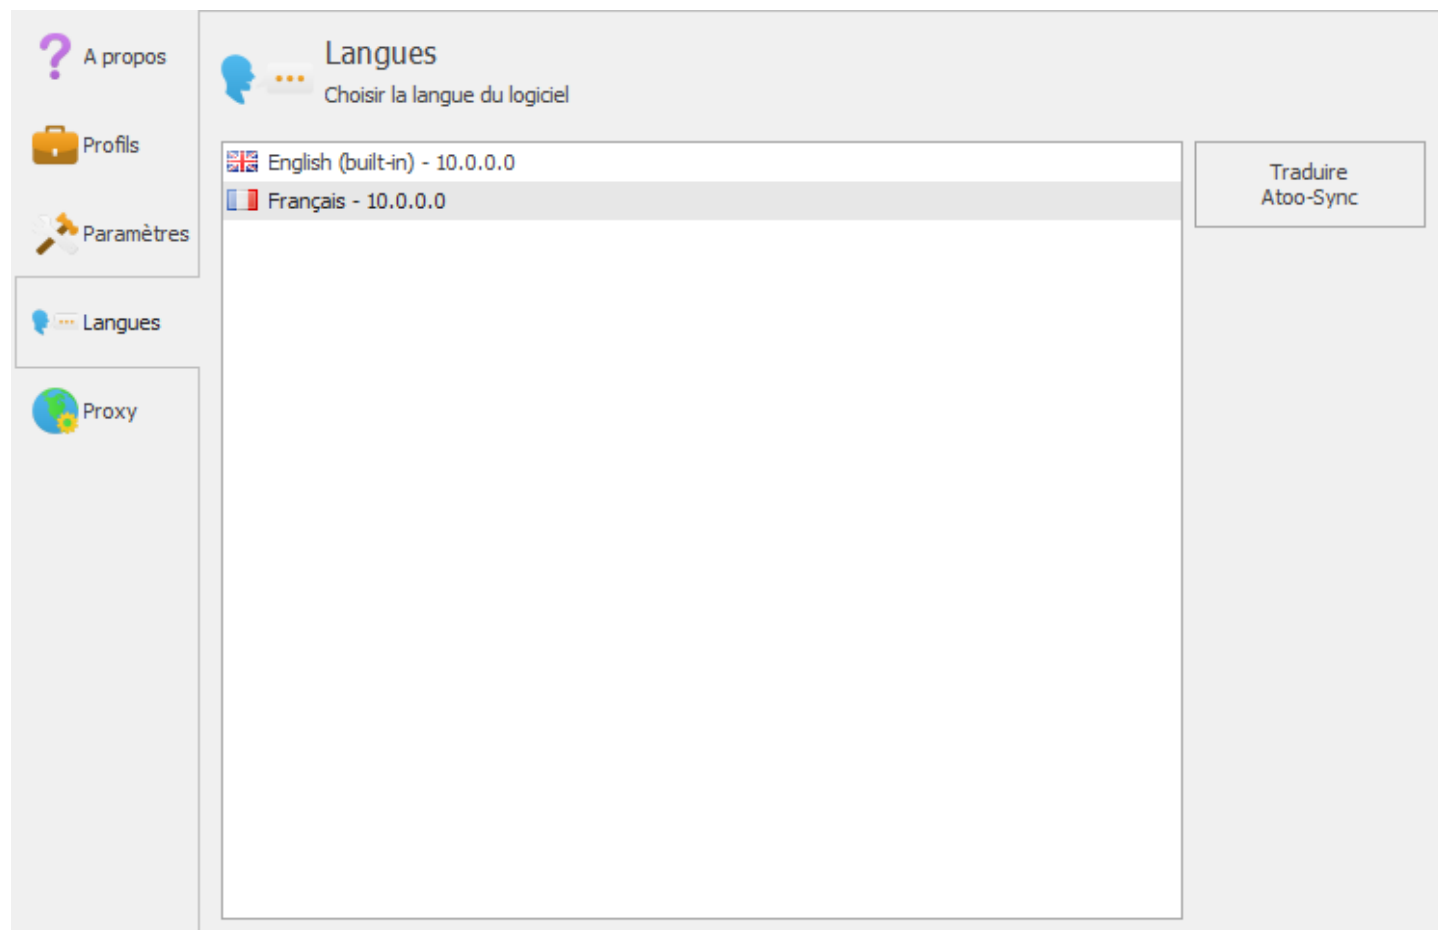 A propos
Profils
Paramètres
Langues
Proxy
Langues
Choisir la langue du logiciel
English (built-in) - 10.0.0.0
Français - 10.0.0.0
Traduire
Atoo-Sync